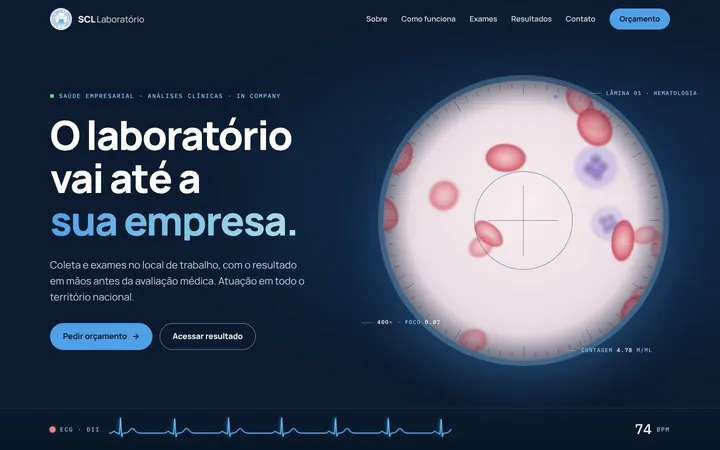 SCL Laboratório
Sobre Como funciona Exames Resultados Contato Orçamento
SAÚDE EMPRESARIAL · ANÁLISES CLÍNICAS · IN COMPANY
LÂMINA 01 · HEMATOLOGIA
O laboratório
vai até a
sua empresa.
Coleta e exames no local de trabalho, com o resultado
em mãos antes da avaliação médica. Atuação em todo o
território nacional.
400× · FOCO 0.87
Pedir orçamento → Acessar resultado
CONTAGEM 4.78 M/ML
ECG · DII
74 BPM